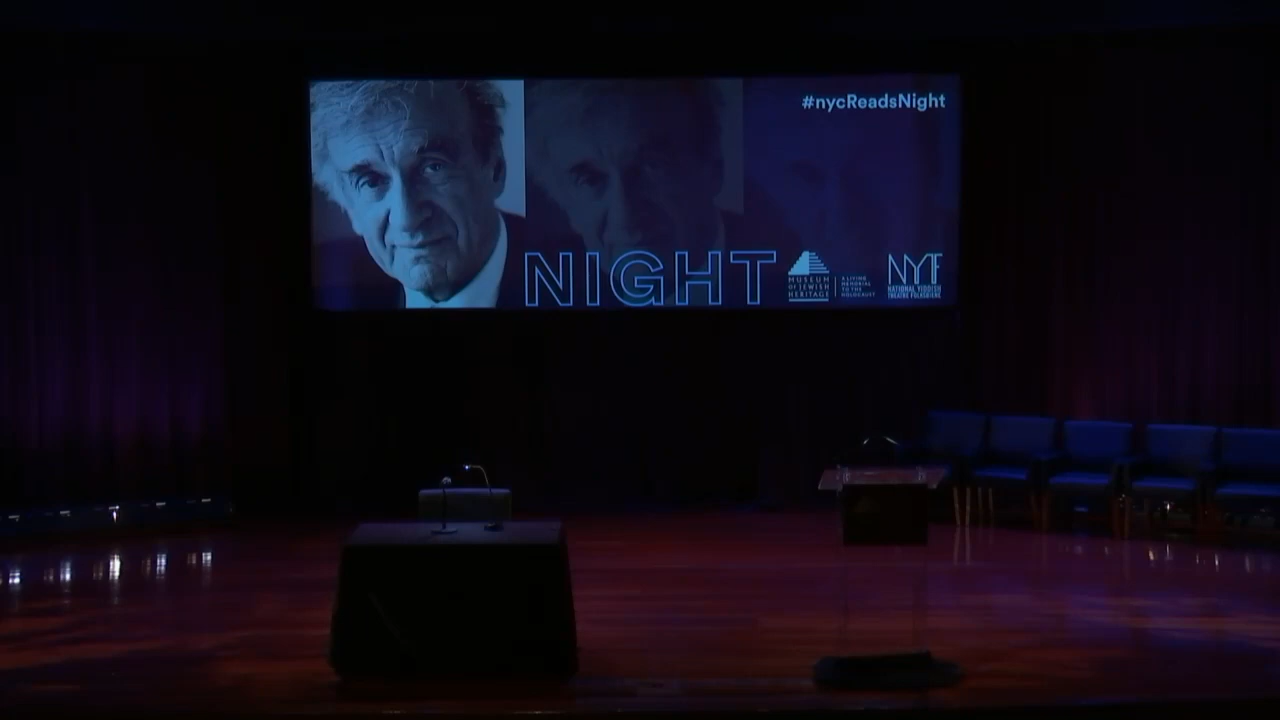 #nycReadsNight
NIGHT
MUSEUM
OF JEWISH
HERITAGE
A LIVING
MEMORIAL
TO THE
HOLOCAUST
NYTF
NATIONAL YIDDISH
THEATRE FOLKSBIENE